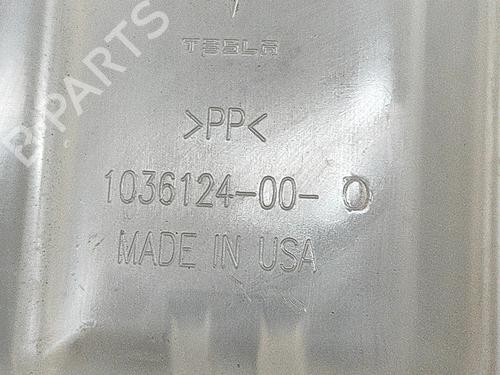 B-PARTS
TESLA
>PP<
1036124-00-O
MADE IN USA